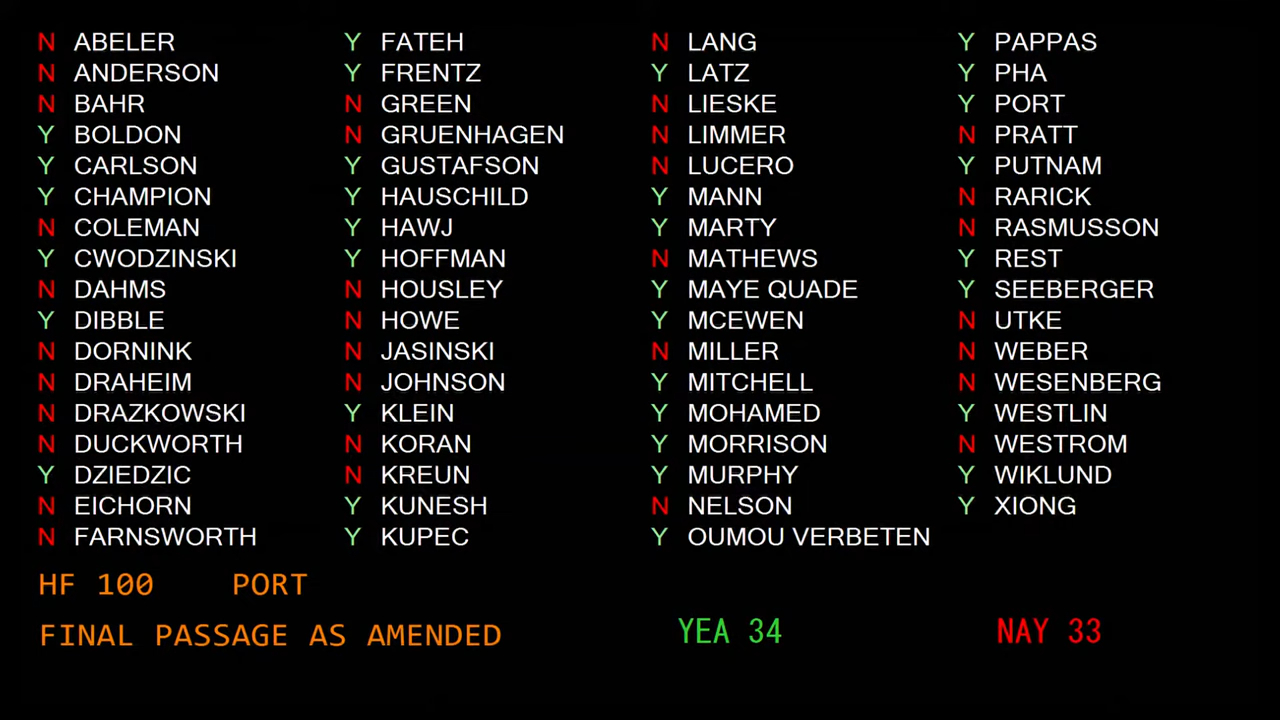 N ABELER
N ANDERSON
N BAHR
Y BOLDON
Y CARLSON
Y CHAMPION
N COLEMAN
Y CWODZINSKI
N DAHMS
Y DIBBLE
N DORNINK
N DRAHEIM
N DRAZKOWSKI
N DUCKWORTH
Y DZIEDZIC
N EICHORN
N FARNSWORTH
Y FATEH
Y FRENTZ
N GREEN
N GRUENHAGEN
Y GUSTAFSON
Y HAUSCHILD
Y HAWJ
Y HOFFMAN
N HOUSLEY
N HOWE
N JASINSKI
N JOHNSON
Y KLEIN
N KORAN
N KREUN
Y KUNESH
Y KUPEC
N LANG
Y LATZ
N LIESKE
N LIMMER
N LUCERO
Y MANN
Y MARTY
N MATHEWS
Y MAYE QUADE
Y MCEWEN
N MILLER
Y MITCHELL
Y MOHAMED
Y MORRISON
Y MURPHY
N NELSON
Y OUMOU VERBETEN
Y PAPPAS
Y PHA
Y PORT
N PRATT
Y PUTNAM
N RARICK
N RASMUSSON
Y REST
Y SEEBERGER
N UTKE
N WEBER
N WESENBERG
Y WESTLIN
N WESTROM
Y WIKLUND
Y XIONG
HF 100 PORT
FINAL PASSAGE AS AMENDED
YEA 34
NAY 33